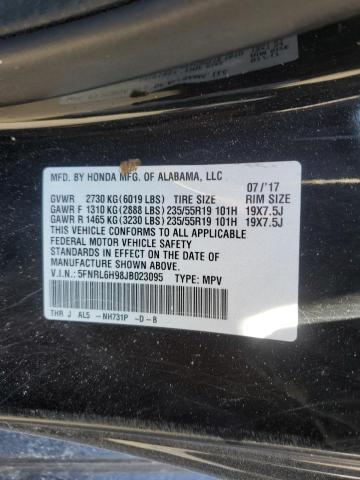 MFD. BY HONDA MFG. OF ALABAMA, LLC 07/'17
GVWR 2730 KG(6019 LBS) TIRE SIZE RIM SIZE
GAWR F 1310 KG(2888 LBS)235/55R19 101H 19X7.5J
GAWR R 1465 KG(3230 LBS)235/55R19 101H 19X7.5J
THIS VEHICLE CONFORMS TO ALL APPLICABLE
FEDERAL MOTOR VEHICLE SAFETY
STANDARDS IN EFFECT ON THE DATE OF
MANUFACTURE SHOWN ABOVE.
V.I.N.: 5FNRL6H98JB023095 TYPE: MPV
THR J AL5 -NH731P -D-B